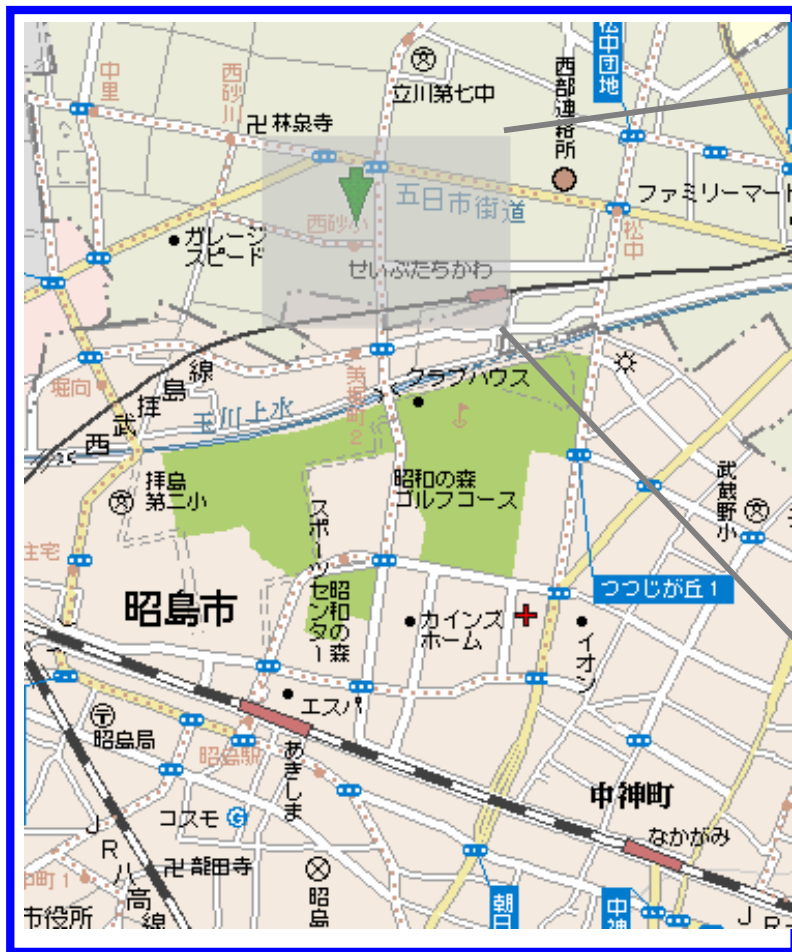 松中団地
中里
西砂川
立川第七中
西部連絡所
卍林泉寺
五日市街道
ファミリーマート
松中
西砂小
ガレージ
スピード
せいぶたちかわ
堀向
西武拝島線
玉川上水
美堀町2
クラブハウス
拝島
第二小
昭和の森
ゴルフコース
武蔵野小
住宅
昭和の森
スポーツセンター
つつじが丘1
昭島市
カインズ
ホーム
イオン
エスパ
昭島局
昭島駅
あきしま
中神町
なかがみ
コスモ
JR八高線
卍龍田寺
昭島
町1
市役所
朝日
中神
JR